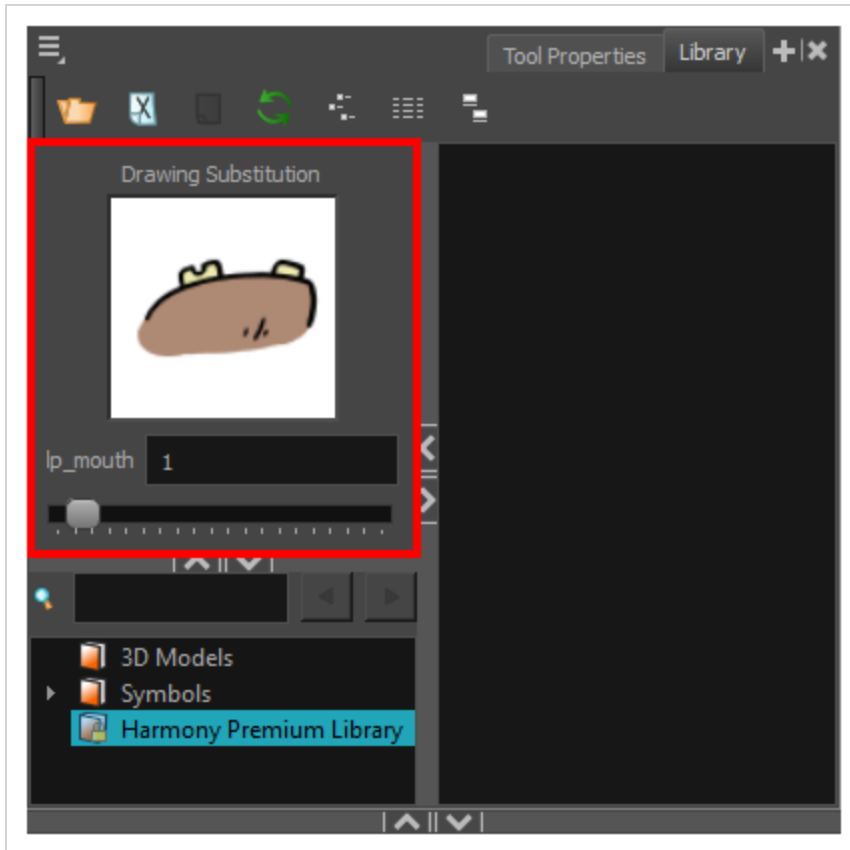 Tool Properties
Library
Drawing Substitution
lp_mouth
1
3D Models
Symbols
Harmony Premium Library